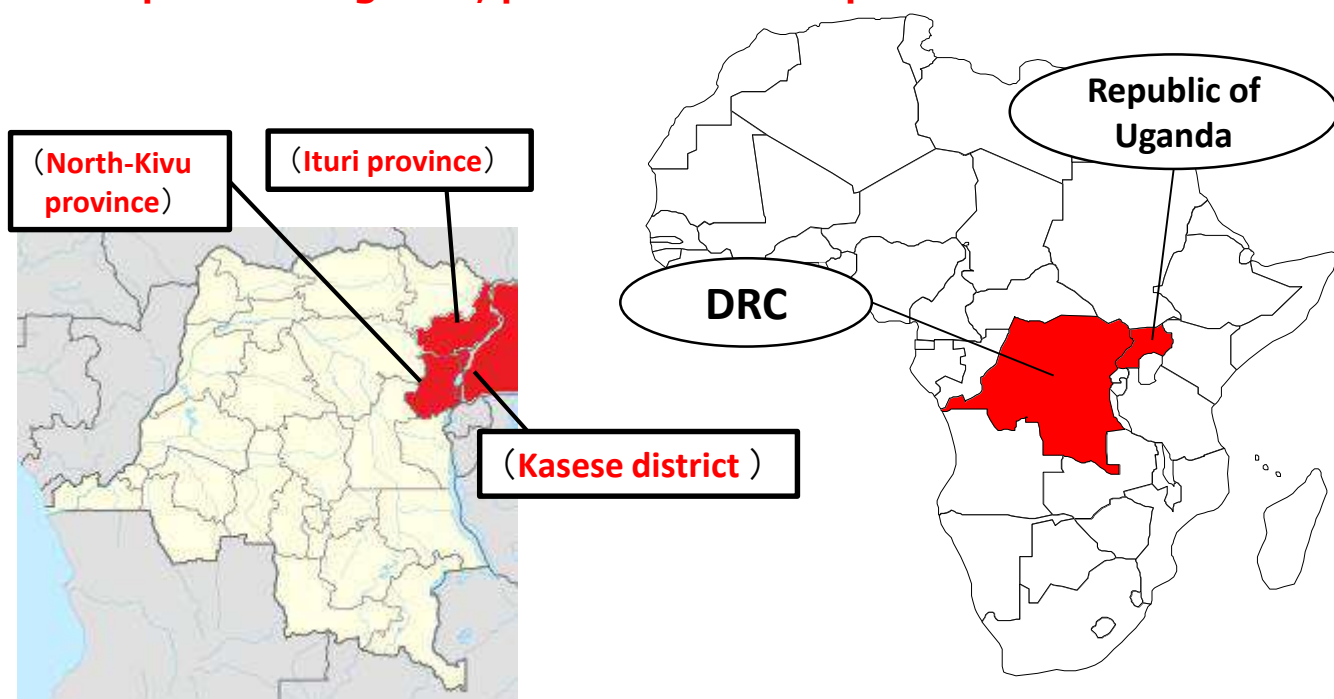 （North-Kivu
province）
（Ituri province）
Republic of
Uganda
DRC
（Kasese district ）